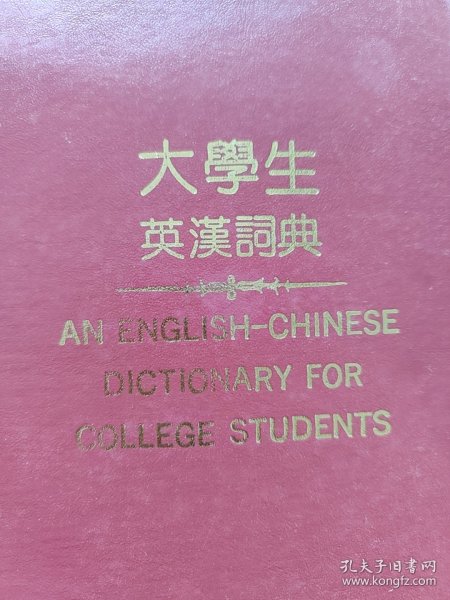 大學生
英漢詞典
AN ENGLISH-CHINESE
DICTIONARY FOR
COLLEGE STUDENTS
孔夫子旧书网
www.kongfz.com